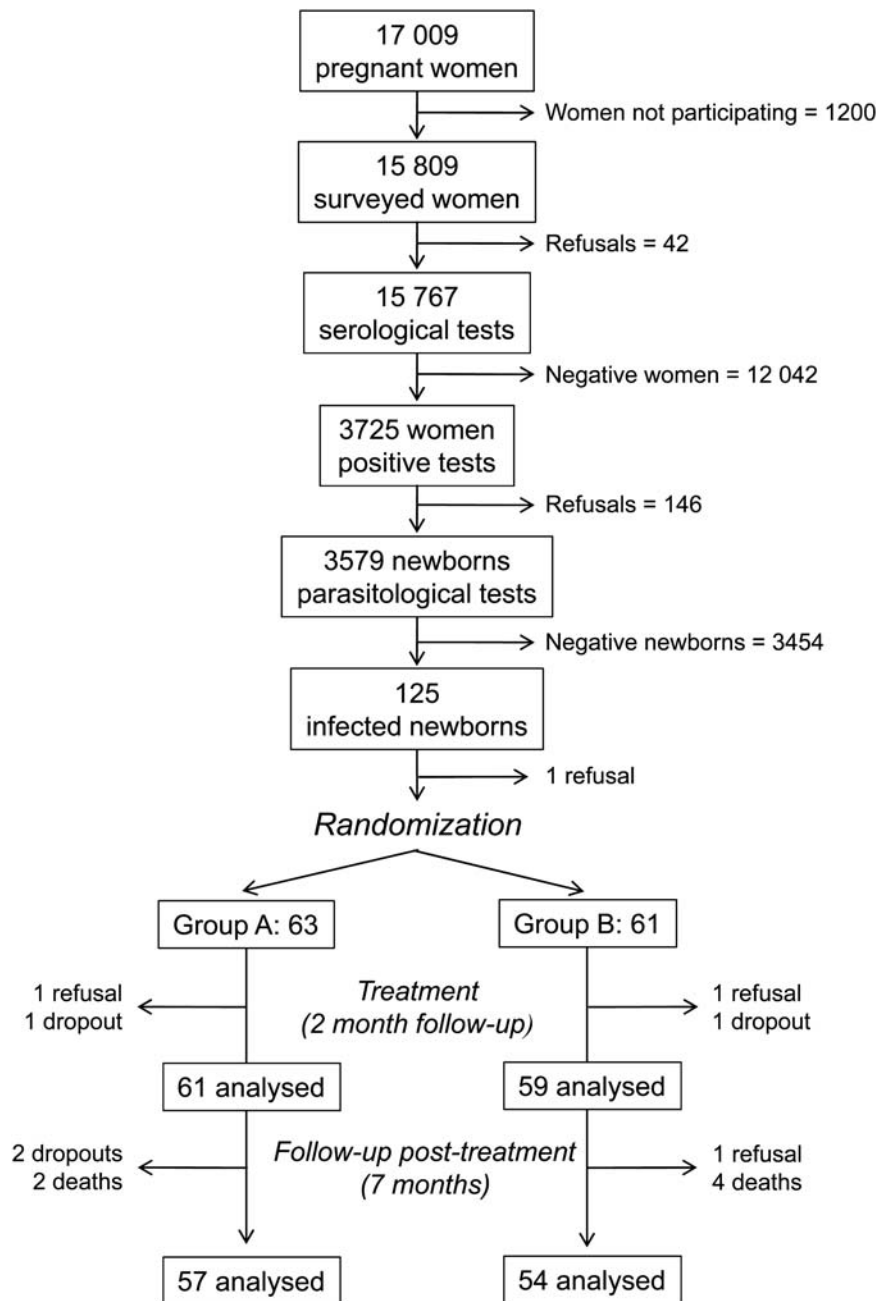 17 009
pregnant women
Women not participating = 1200
15 809
surveyed women
Refusals = 42
15 767
serological tests
Negative women = 12 042
3725 women
positive tests
Refusals = 146
3579 newborns
parasitological tests
Negative newborns = 3454
125
infected newborns
1 refusal
Randomization
Group A: 63
Group B: 61
1 refusal
1 dropout
Treatment
(2 month follow-up)
1 refusal
1 dropout
61 analysed
59 analysed
2 dropouts
2 deaths
Follow-up post-treatment
(7 months)
1 refusal
4 deaths
57 analysed
54 analysed